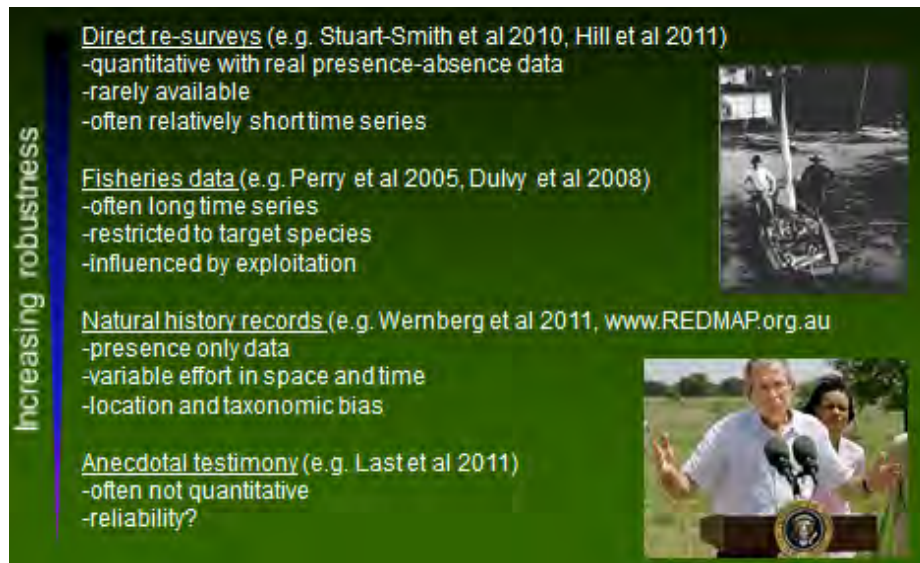 Direct re-surveys (e.g. Stuart-Smith et al 2010, Hill et al 2011)
-quantitative with real presence-absence data
-rarely available
-often relatively short time series
Fisheries data (e.g. Perry et al 2005, Dulvy et al 2008)
-often long time series
-restricted to target species
-influenced by exploitation
Natural history records (e.g. Wernberg et al 2011, www.REDMAP.org.au
-presence only data
-variable effort in space and time
-location and taxonomic bias
Anecdotal testimony (e.g. Last et al 2011)
-often not quantitative
-reliability?
Increasing robustness